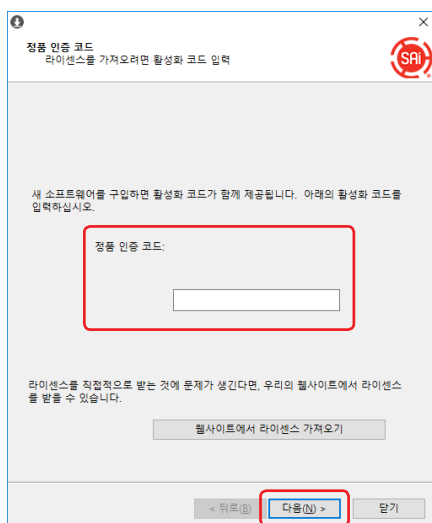 정품 인증 코드
라이센스를 가져오려면 활성화 코드 입력
SAi
새 소프트웨어를 구입하면 활성화 코드가 함께 제공됩니다. 아래의 활성화 코드를
입력하십시오.
정품 인증 코드:
라이센스를 직접적으로 받는 것에 문제가 생긴다면, 우리의 웹사이트에서 라이센스
를 받을 수 있습니다.
웹사이트에서 라이센스 가져오기
< 뒤로(B) 다음(N) > 닫기